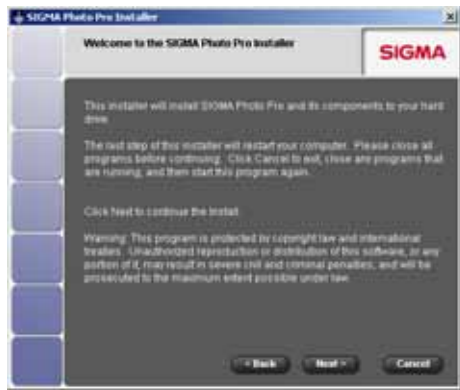 SIGMA Photo Pro Installer
Welcome to the SIGMA Photo Pro Installer
SIGMA
This installer will install SIGMA Photo Pro and its components to your hard
drive.
The last step of this installer will restart your computer. Please close all
programs before continuing. Click Cancel to exit, close any programs that
are running, and then start this program again.
Click Next to continue the install.
Warning: This program is protected by copyright law and international
treaties. Unauthorized reproduction or distribution of this software, or any
portion of it, may result in severe civil and criminal penalties, and will be
prosecuted to the maximum extent possible under law.
< Back Next > Cancel